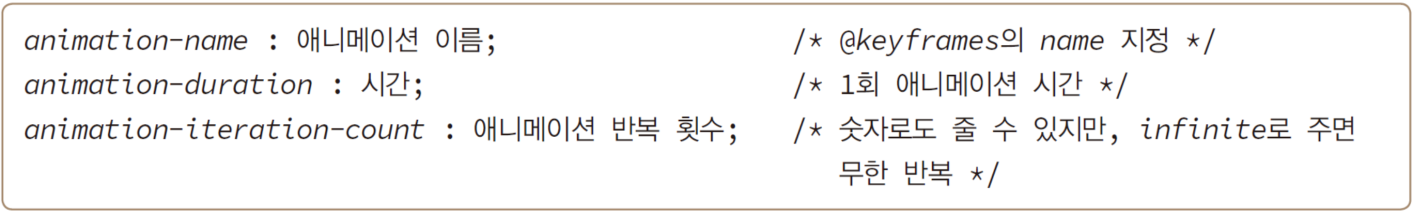 animation-name : 애니메이션 이름; /* @keyframes의 name 지정 */
animation-duration : 시간; /* 1회 애니메이션 시간 */
animation-iteration-count : 애니메이션 반복 횟수; /* 숫자로도 줄 수 있지만, infinite로 주면
무한 반복 */